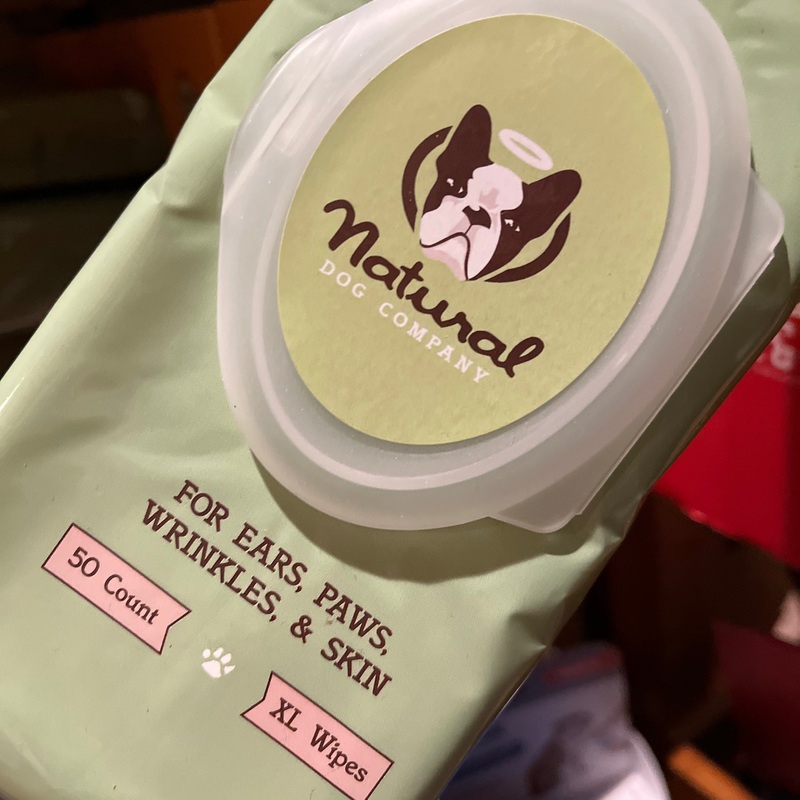 Natural
DOG COMPANY
FOR EARS, PAWS,
WRINKLES, & SKIN
50 Count
XL Wipes